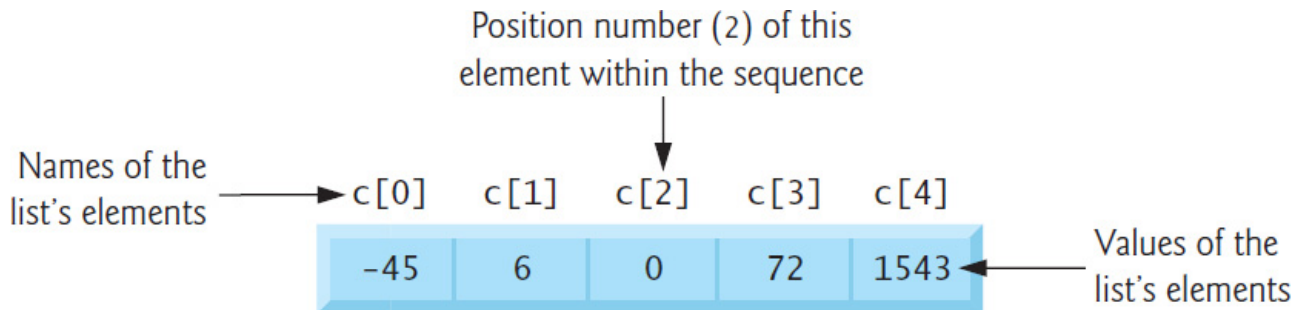 Position number (2) of this
element within the sequence
Names of the
list’s elements
c[0] c[1] c[2] c[3] c[4]
-45 6 0 72 1543
Values of the
list’s elements